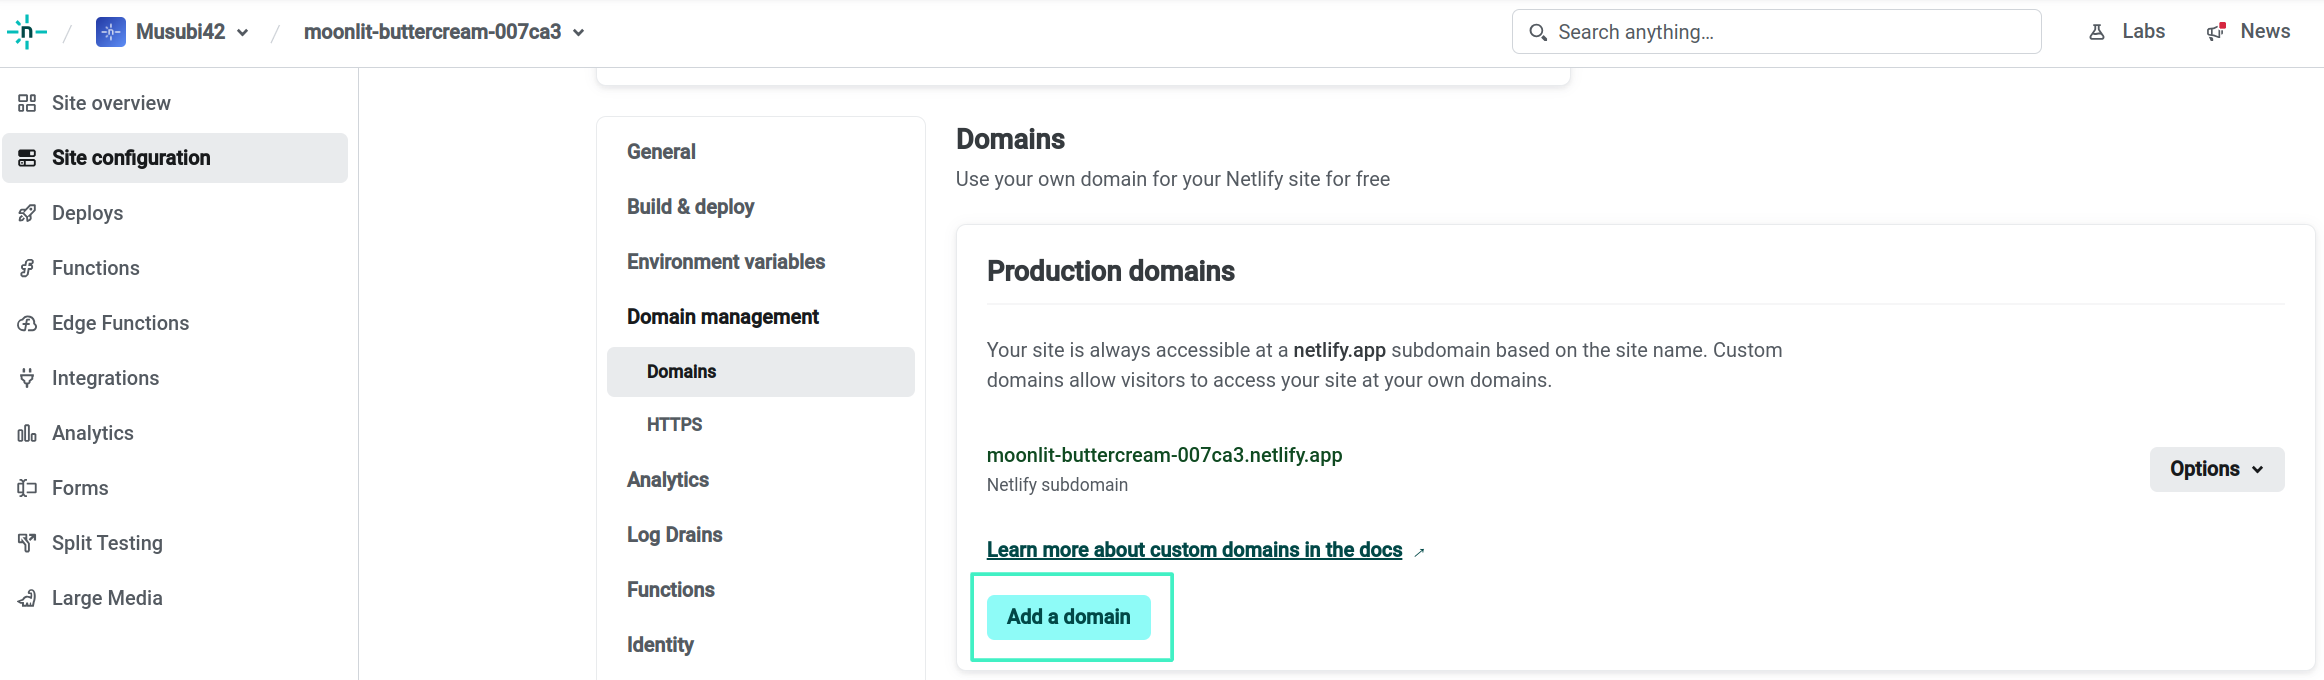 n / Musubi42 / moonlit-buttercream-007ca3
Search anything...
Labs
News
Site overview
Site configuration
Deploys
Functions
Edge Functions
Integrations
Analytics
Forms
Split Testing
Large Media
General
Build & deploy
Environment variables
Domain management
Domains
HTTPS
Analytics
Log Drains
Functions
Identity
Domains
Use your own domain for your Netlify site for free
Production domains
Your site is always accessible at a netlify.app subdomain based on the site name. Custom
domains allow visitors to access your site at your own domains.
moonlit-buttercream-007ca3.netlify.app
Netlify subdomain
Options
Learn more about custom domains in the docs
Add a domain